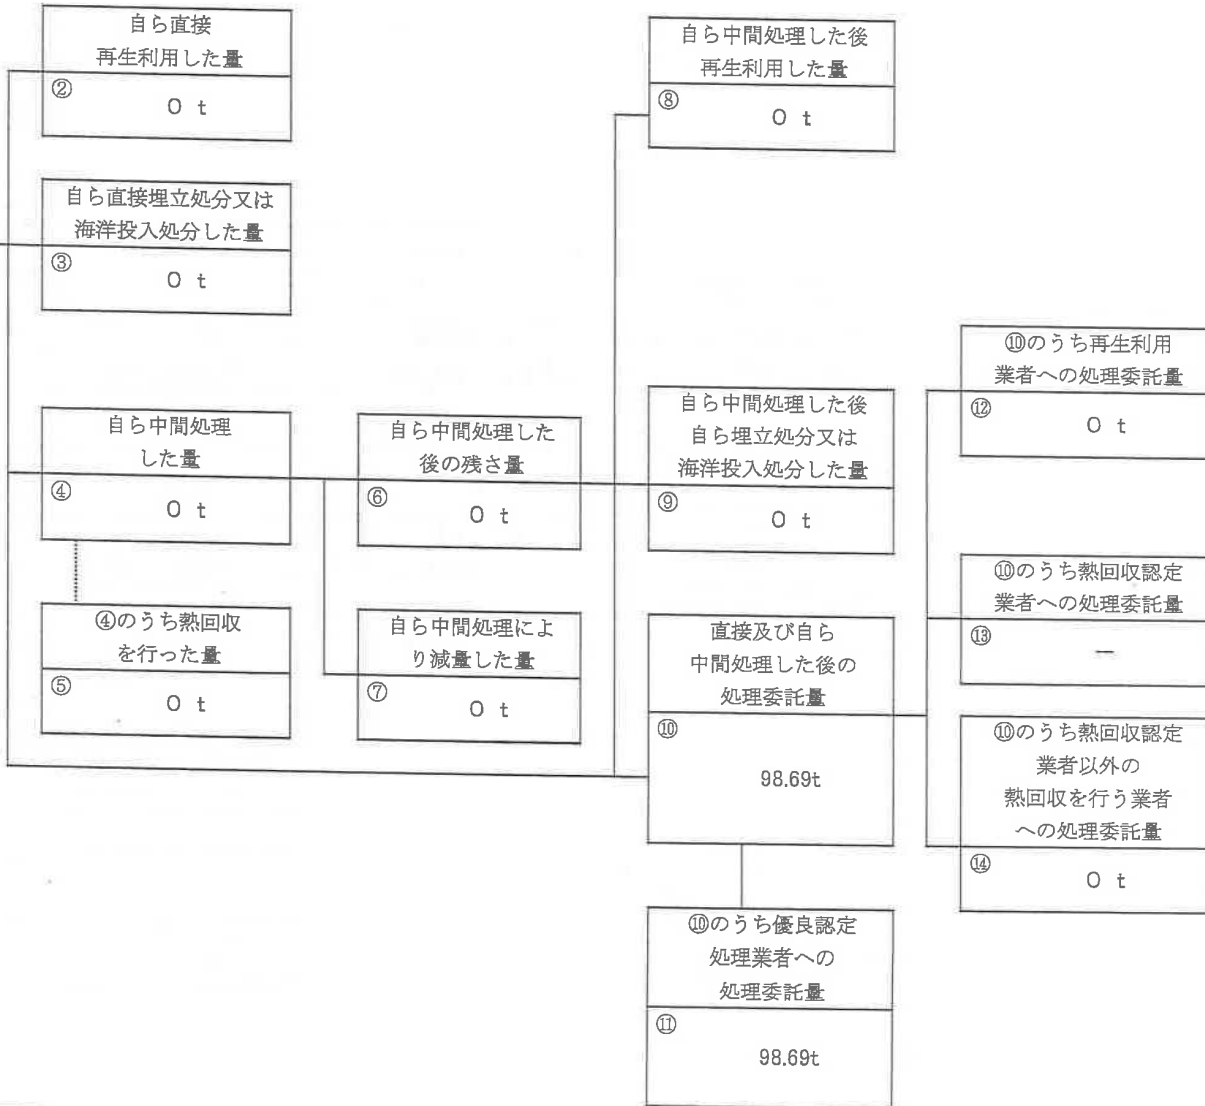 自ら直接
再生利用した量
②
0 t
自ら直接埋立処分又は
海洋投入処分した量
③
0 t
自ら中間処理
した量
④
0 t
④のうち熱回収
を行った量
⑤
0 t
自ら中間処理した
後の残さ量
⑥
0 t
自ら中間処理によ
り減量した量
⑦
0 t
自ら中間処理した後
再生利用した量
⑧
0 t
自ら中間処理した後
自ら埋立処分又は
海洋投入処分した量
⑨
0 t
直接及び自ら
中間処理した後の
処理委託量
⑩
98.69t
⑩のうち優良認定
処理業者への
処理委託量
⑪
98.69t
⑩のうち再生利用
業者への処理委託量
⑫
0 t
⑩のうち熱回収認定
業者への処理委託量
⑬
―
⑩のうち熱回収認定
業者以外の
熱回収を行う業者
への処理委託量
⑭
0 t